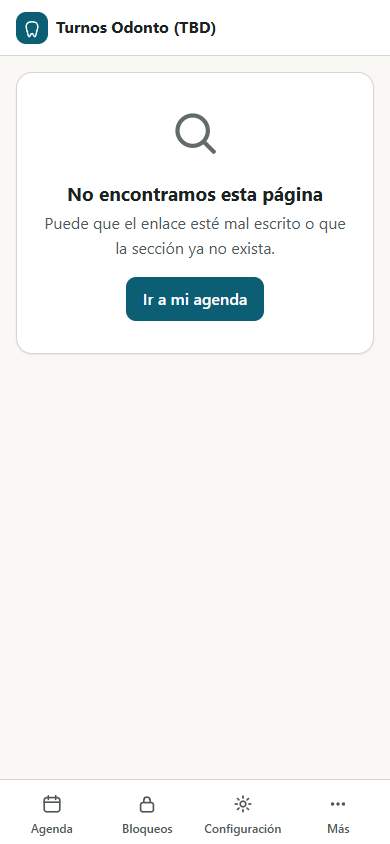 Turnos Odonto (TBD)
No encontramos esta página
Puede que el enlace esté mal escrito o que
la sección ya no exista.
Ir a mi agenda
Agenda
Bloqueos
Configuración
Más